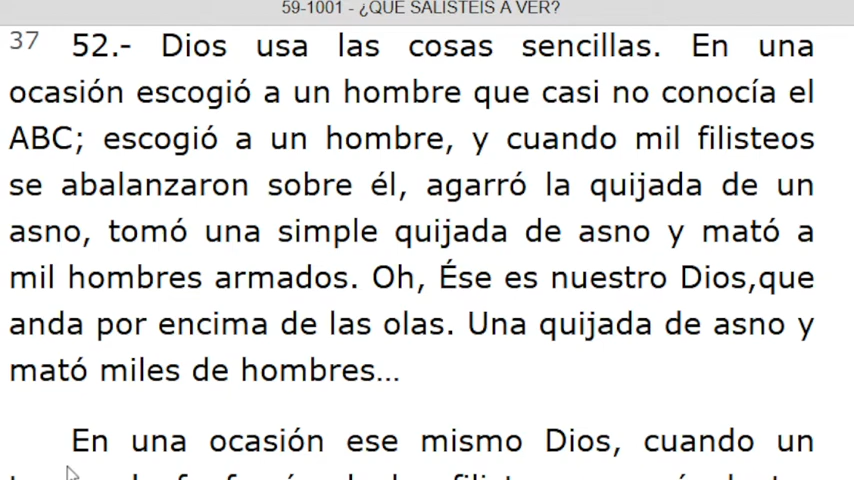 59-1001 - ¿QUÉ SALISTEIS A VER?
37 52.- Dios usa las cosas sencillas. En una
ocasión escogió a un hombre que casi no conocía el
ABC; escogió a un hombre, y cuando mil filisteos
se abalanzaron sobre él, agarró la quijada de un
asno, tomó una simple quijada de asno y mató a
mil hombres armados. Oh, Ése es nuestro Dios,que
anda por encima de las olas. Una quijada de asno y
mató miles de hombres...
En una ocasión ese mismo Dios, cuando un